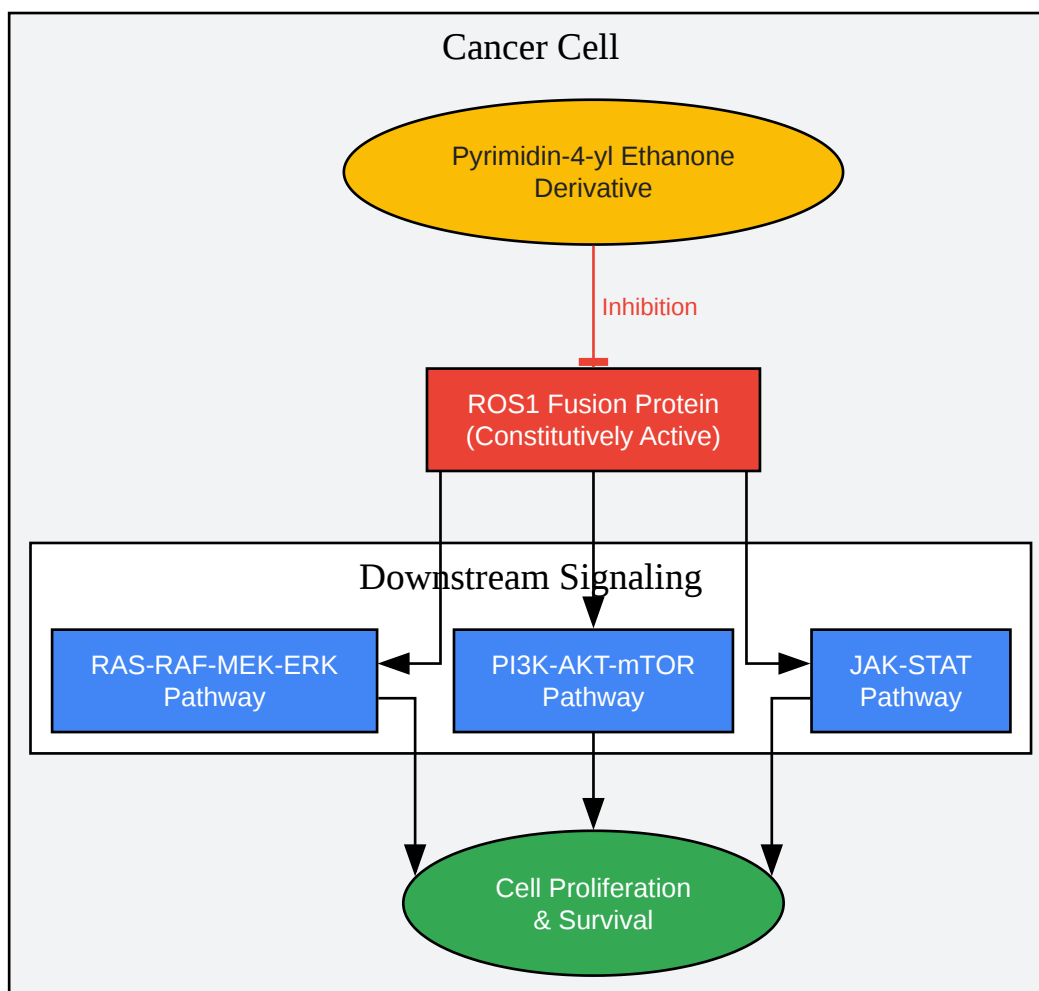 Cancer Cell
Pyrimidin-4-yl Ethanone
Derivative
Inhibition
ROS1 Fusion Protein
(Constitutively Active)
Downstream Signaling
RAS-RAF-MEK-ERK
Pathway
PI3K-AKT-mTOR
Pathway
JAK-STAT
Pathway
Cell Proliferation
& Survival